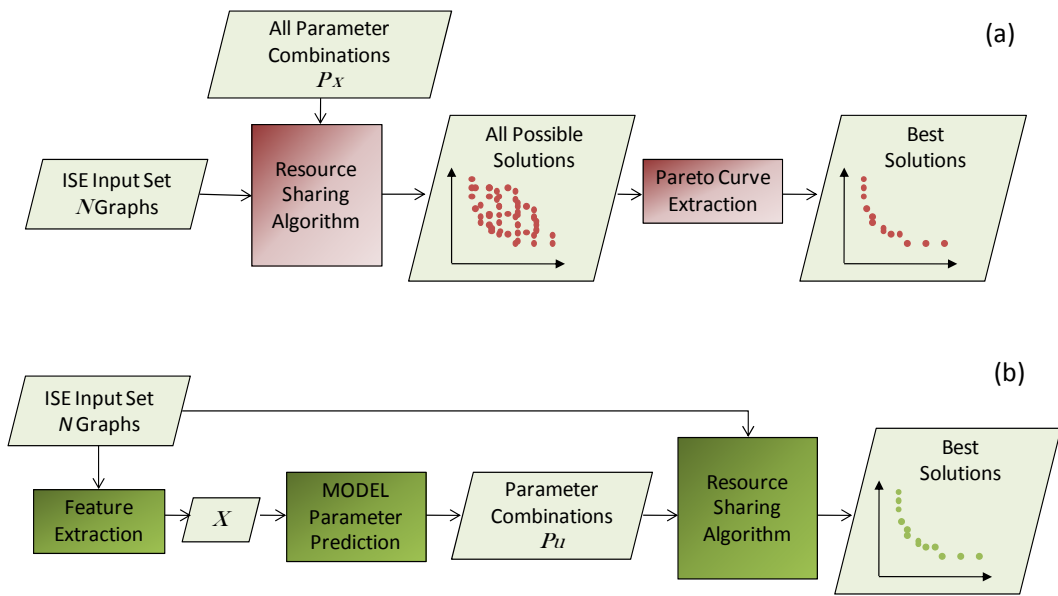 (a)
All Parameter
Combinations
Px
ISE Input Set
N Graphs
Resource
Sharing
Algorithm
All Possible
Solutions
Pareto Curve
Extraction
Best
Solutions
(b)
ISE Input Set
N Graphs
Feature
Extraction
X
MODEL
Parameter
Prediction
Parameter
Combinations
Pu
Resource
Sharing
Algorithm
Best
Solutions